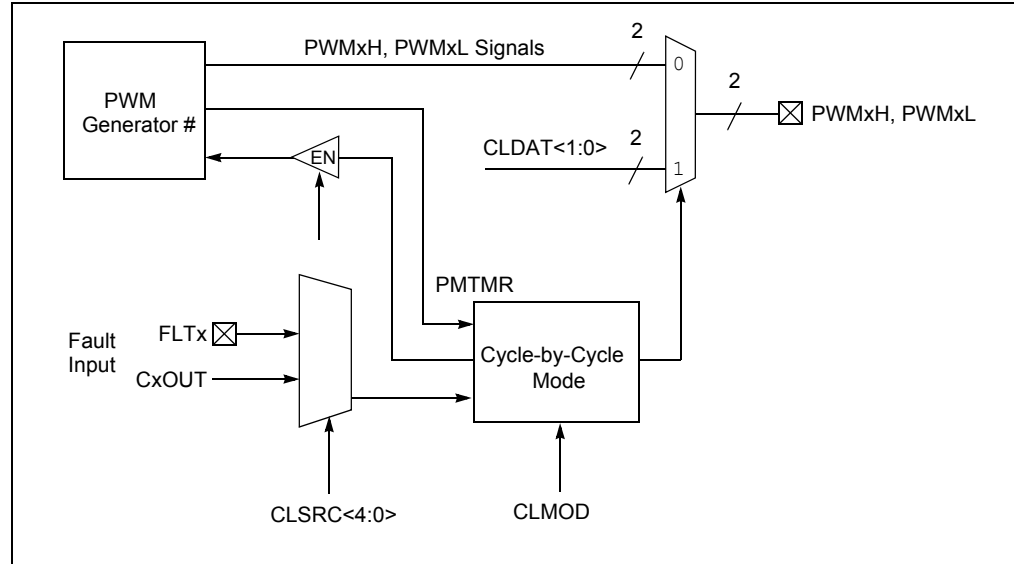 PWMxH, PWMxL Signals
2
0
PWM
Generator #
2
PWMxH, PWMxL
CLDAT<1:0>
2
EN
1
PMTMR
FLTx
Fault
Input
Cycle-by-Cycle
Mode
CxOUT
CLSRC<4:0>
CLMOD